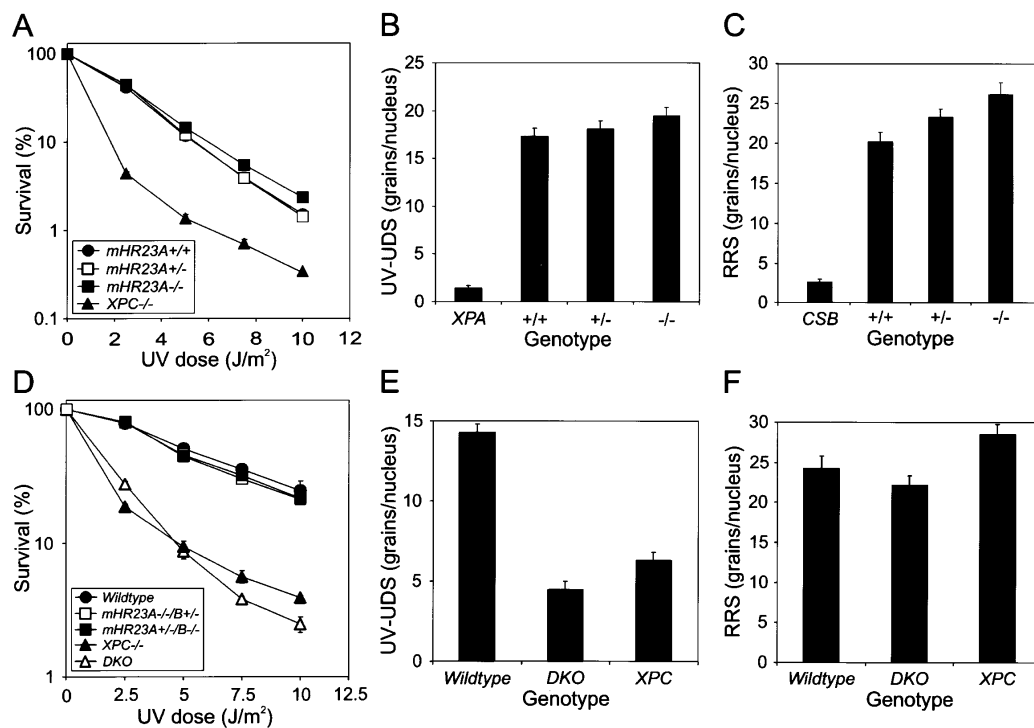 A
Survival (%)
100
10
1
0.1
mHR23A+/+
mHR23A+/-
mHR23A-/-
XPC-/-
0 2 4 6 8 10 12
UV dose (J/m²)
B
UV-UDS (grains/nucleus)
25
20
15
10
5
0
XPA +/+ +/- -/-
Genotype
C
RRS (grains/nucleus)
30
25
20
15
10
5
0
CSB +/+ +/- -/-
Genotype
D
Survival (%)
100
10
1
Wildtype
mHR23A-/-/B+/-
mHR23A+/-/B-/-
XPC-/-
DKO
0 2.5 5 7.5 10 12.5
UV dose (J/m²)
E
UV-UDS (grains/nucleus)
15
10
5
0
Wildtype DKO XPC
Genotype
F
RRS (grains/nucleus)
30
25
20
15
10
5
0
Wildtype DKO XPC
Genotype